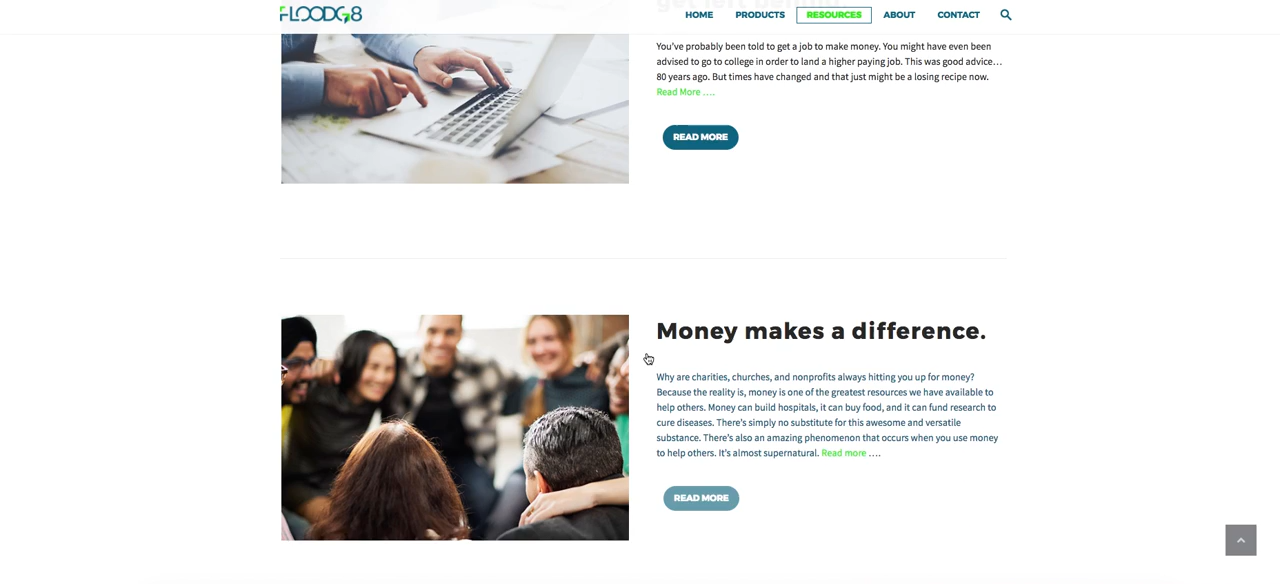 FLOODG8
HOME PRODUCTS RESOURCES ABOUT CONTACT
You've probably been told to get a job to make money. You might have even been
advised to go to college in order to land a higher paying job. This was good advice…
80 years ago. But times have changed and that just might be a losing recipe now.
Read More ….
READ MORE
Money makes a difference.
Why are charities, churches, and nonprofits always hitting you up for money?
Because the reality is, money is one of the greatest resources we have available to
help others. Money can build hospitals, it can buy food, and it can fund research to
cure diseases. There's simply no substitute for this awesome and versatile
substance. There's also an amazing phenomenon that occurs when you use money
to help others. It's almost supernatural. Read more ….
READ MORE